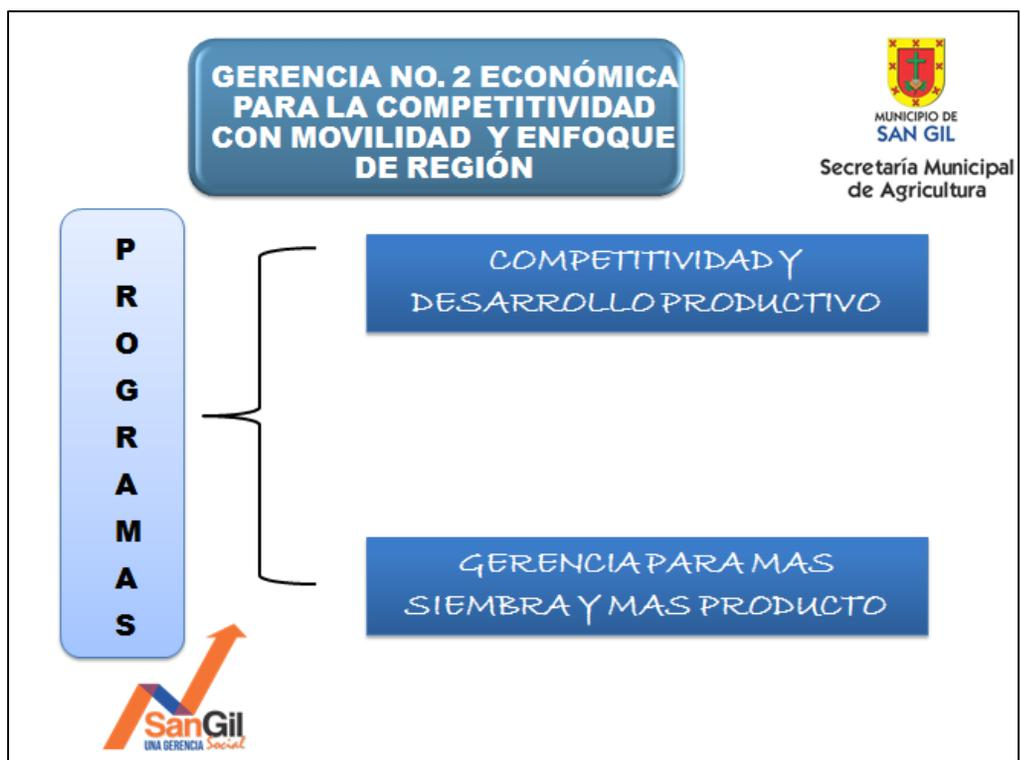 GERENCIA NO. 2 ECONÓMICA
PARA LA COMPETITIVIDAD
CON MOVILIDAD Y ENFOQUE
DE REGIÓN
MUNICIPIO DE
SAN GIL
Secretaría Municipal
de Agricultura
P
R
O
G
R
A
M
A
S
COMPETITIVIDAD Y
DESARROLLO PRODUCTIVO
GERENCIA PARA MAS
SIEMBRA Y MAS PRODUCTO
SanGil
UNA GERENCIA Social